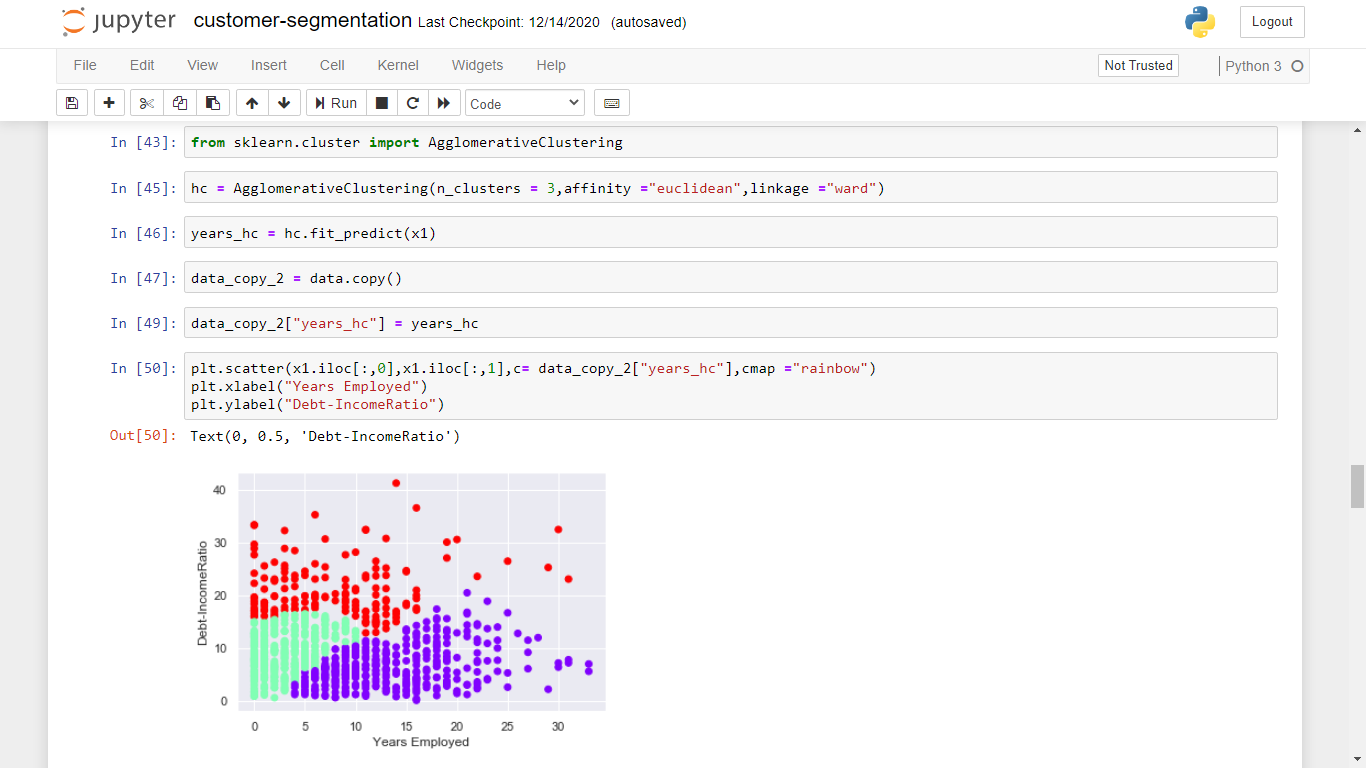 jupyter customer-segmentation Last Checkpoint: 12/14/2020 (autosaved) Logout
File Edit View Insert Cell Kernel Widgets Help Not Trusted Python 3
Run Code
In [43]: from sklearn.cluster import AgglomerativeClustering
In [45]: hc = AgglomerativeClustering(n_clusters = 3,affinity ="euclidean",linkage ="ward")
In [46]: years_hc = hc.fit_predict(x1)
In [47]: data_copy_2 = data.copy()
In [49]: data_copy_2["years_hc"] = years_hc
In [50]: plt.scatter(x1.iloc[:,0],x1.iloc[:,1],c= data_copy_2["years_hc"],cmap ="rainbow")
plt.xlabel("Years Employed")
plt.ylabel("Debt-IncomeRatio")
Out[50]: Text(0, 0.5, 'Debt-IncomeRatio')
Debt-IncomeRatio
40
30
20
10
0
0 5 10 15 20 25 30
Years Employed